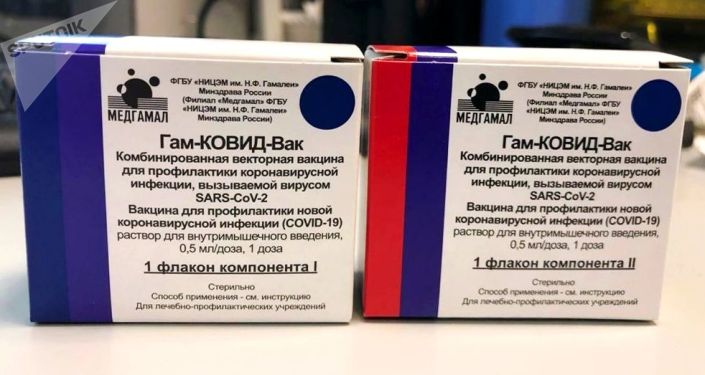 SPUTNIK
МЕДГАМАЛ
ФГБУ «НИЦЭМ им. Н.Ф. Гамалеи»
Минздрава России
(Филиал «Медгамал» ФГБУ
«НИЦЭМ им. Н.Ф. Гамалеи»
Минздрава России)
Гам-КОВИД-Вак
Комбинированная векторная вакцина
для профилактики коронавирусной
инфекции, вызываемой вирусом
SARS-CoV-2
Вакцина для профилактики новой
коронавирусной инфекции (COVID-19)
раствор для внутримышечного введения,
0,5 мл/доза, 1 доза
1 флакон компонента I
Стерильно
Способ применения - см. инструкцию
Для лечебно-профилактических учреждений
МЕДГАМАЛ
ФГБУ «НИЦЭМ им. Н.Ф. Гамалеи»
Минздрава России
(Филиал «Медгамал» ФГБУ
«НИЦЭМ им. Н.Ф. Гамалеи»
Минздрава России)
Гам-КОВИД-Вак
Комбинированная векторная вакцина
для профилактики коронавирусной
инфекции, вызываемой вирусом
SARS-CoV-2
Вакцина для профилактики новой
коронавирусной инфекции (COVID-19)
раствор для внутримышечного введения,
0,5 мл/доза, 1 доза
1 флакон компонента II
Стерильно
Способ применения - см. инструкцию
Для лечебно-профилактических учреждений